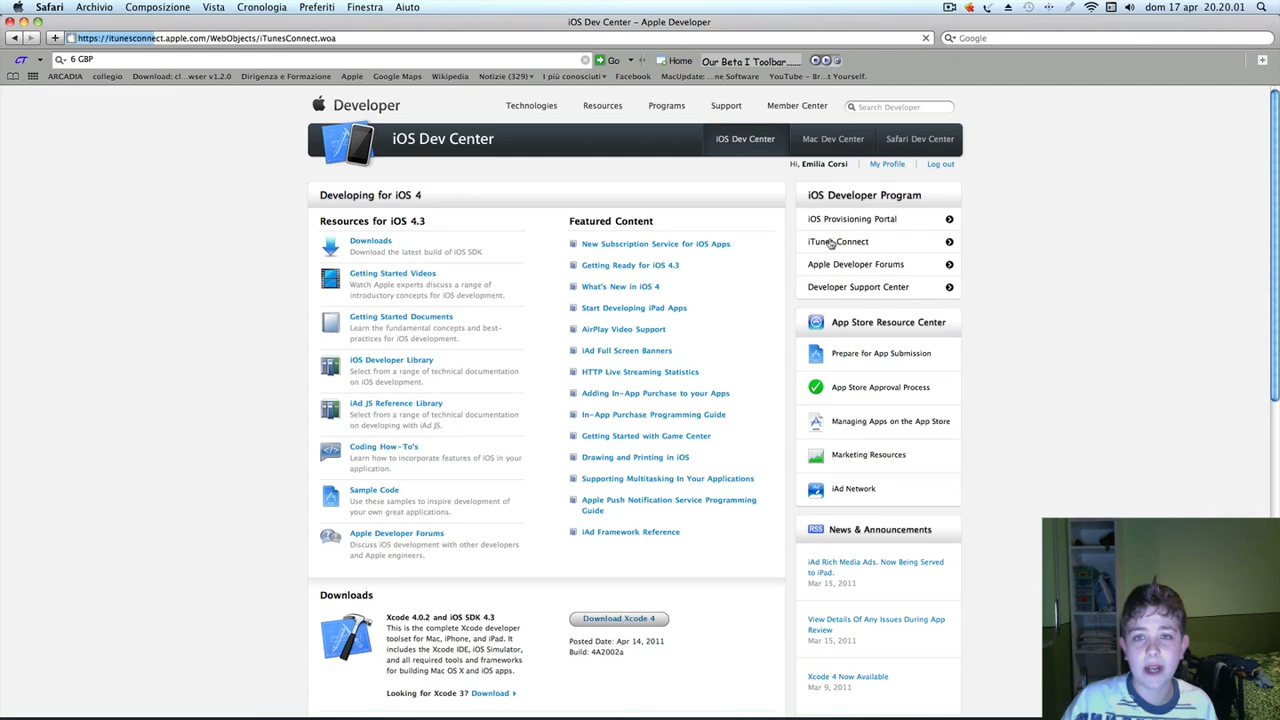 Safari Archivio Composizione Vista Cronologia Preferiti Finestra Aiuto dom 17 apr 20.20.01
iOS Dev Center – Apple Developer
https://itunesconnect.apple.com/WebObjects/iTunesConnect.woa
Google
CT 6 GBP Go Home Our Beta I Toolbar......
ARCADIA collegio Download: cl...wser v1.2.0 Dirigenza e Formazione Apple Google Maps Wikipedia Notizie (329) I più conosciuti Facebook MacUpdate: ...ne Software YouTube - Br...t Yourself.
Developer
Technologies Resources Programs Support Member Center Search Developer
iOS Dev Center
iOS Dev Center Mac Dev Center Safari Dev Center
Hi, Emilia Corsi My Profile Log out
Developing for iOS 4
Resources for iOS 4.3
Downloads
Download the latest build of iOS SDK
Getting Started Videos
Watch Apple experts discuss a range of
introductory concepts for iOS development.
Getting Started Documents
Learn the fundamental concepts and best-
practices for iOS development.
iOS Developer Library
Select from a range of technical documentation
on iOS development.
iAd JS Reference Library
Select from a range of technical documentation
on developing with iAd JS.
Coding How-To's
Learn how to incorporate features of iOS in your
application.
Sample Code
Use these samples to inspire development of
your own great applications.
Apple Developer Forums
Discuss iOS development with other developers
and Apple engineers.
Featured Content
New Subscription Service for iOS Apps
Getting Ready for iOS 4.3
What's New in iOS 4
Start Developing iPad Apps
AirPlay Video Support
iAd Full Screen Banners
HTTP Live Streaming Statistics
Adding In-App Purchase to your Apps
In-App Purchase Programming Guide
Getting Started with Game Center
Drawing and Printing in iOS
Supporting Multitasking In Your Applications
Apple Push Notification Service Programming
Guide
iAd Framework Reference
iOS Developer Program
iOS Provisioning Portal
iTunes Connect
Apple Developer Forums
Developer Support Center
App Store Resource Center
Prepare for App Submission
App Store Approval Process
Managing Apps on the App Store
Marketing Resources
iAd Network
RSS News & Announcements
iAd Rich Media Ads. Now Being Served
to iPad.
Mar 15, 2011
View Details Of Any Issues During App
Review
Mar 15, 2011
Xcode 4 Now Available
Mar 9, 2011
Downloads
Xcode 4.0.2 and iOS SDK 4.3
This is the complete Xcode developer
toolset for Mac, iPhone, and iPad. It
includes the Xcode IDE, iOS Simulator,
and all required tools and frameworks
for building Mac OS X and iOS apps.
Looking for Xcode 3? Download
Download Xcode 4
Posted Date: Apr 14, 2011
Build: 4A2002a